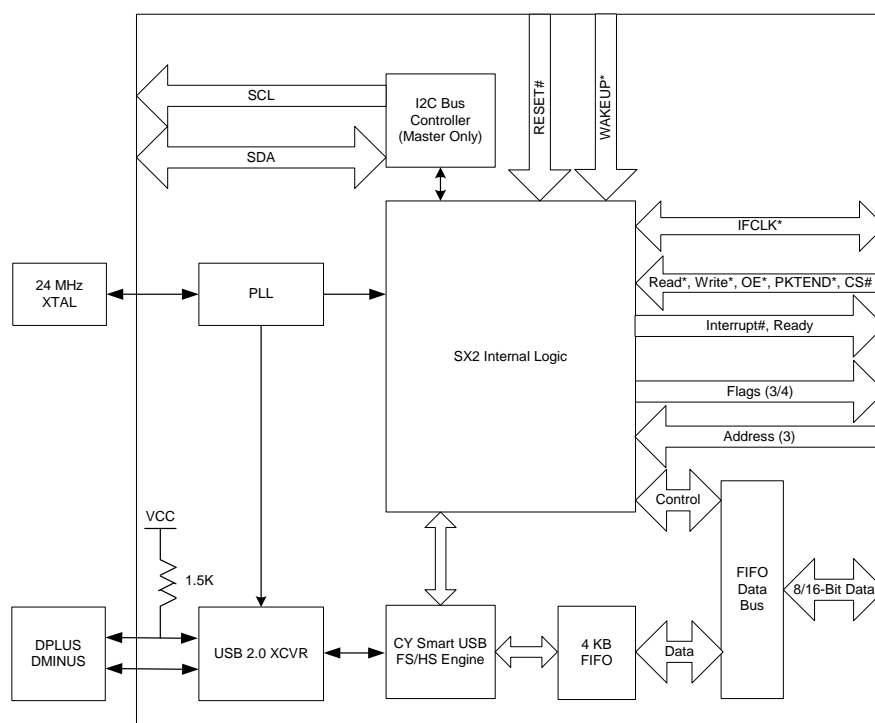 SCL
I2C Bus
Controller
(Master Only)
SDA
RESET#
WAKEUP*
IFCLK*
24 MHz
XTAL
PLL
Read*, Write*, OE*, PKTEND*, CS#
Interrupt#, Ready
SX2 Internal Logic
Flags (3/4)
Address (3)
Control
VCC
1.5K
FIFO
Data
Bus
8/16-Bit Data
DPLUS
DMINUS
USB 2.0 XCVR
CY Smart USB
FS/HS Engine
4 KB
FIFO
Data